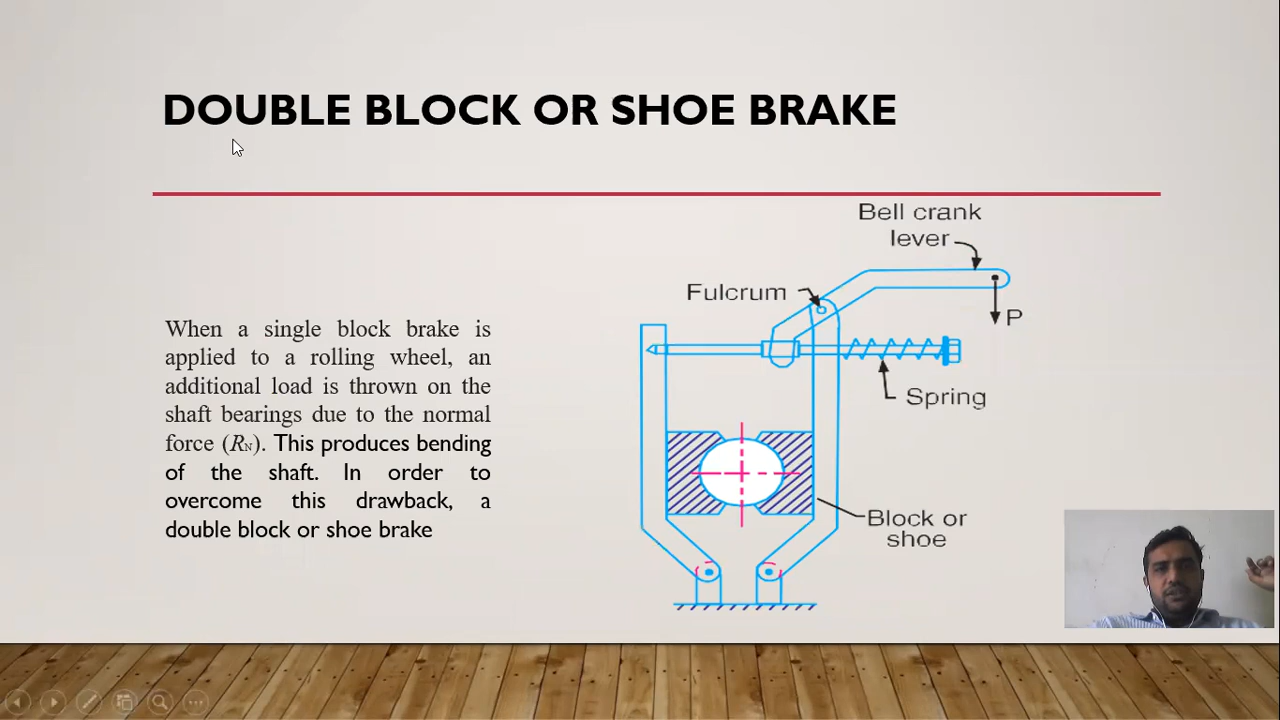 DOUBLE BLOCK OR SHOE BRAKE
When a single block brake is
applied to a rolling wheel, an
additional load is thrown on the
shaft bearings due to the normal
force (RN). This produces bending
of the shaft. In order to
overcome this drawback, a
double block or shoe brake
Bell crank
lever
Fulcrum
P
Spring
Block or
shoe